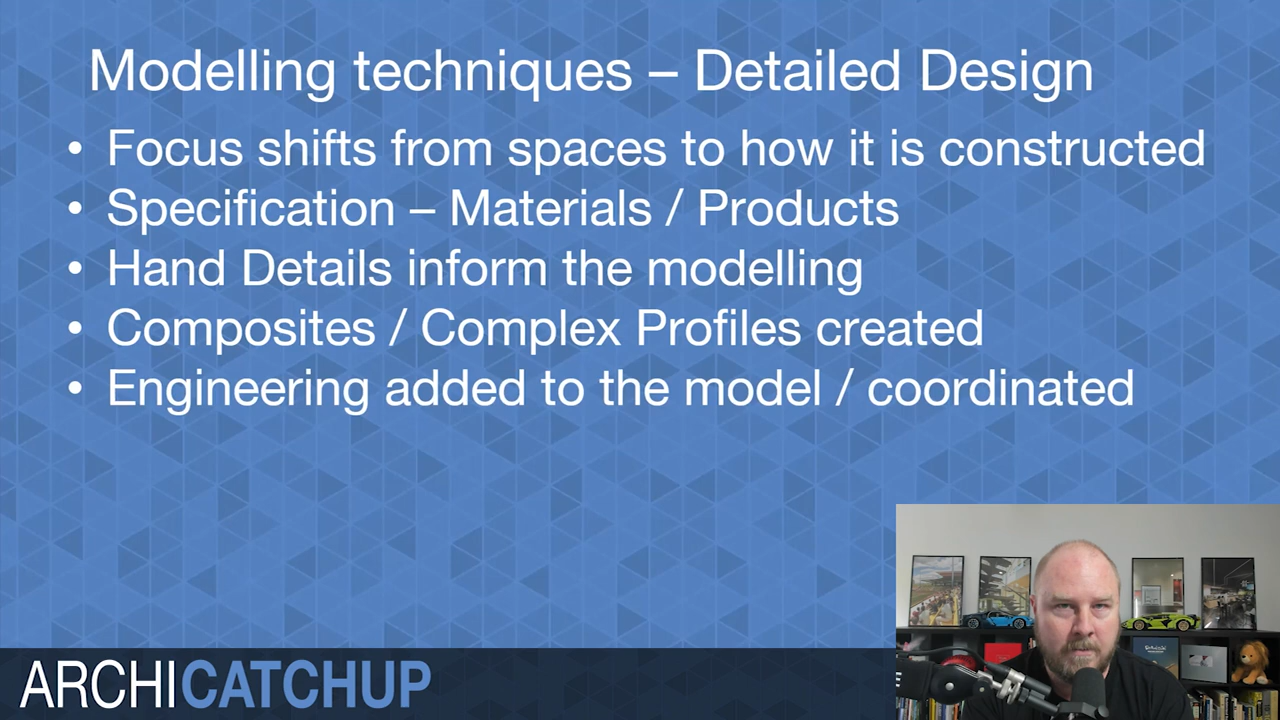 Modelling techniques – Detailed Design
• Focus shifts from spaces to how it is constructed
• Specification – Materials / Products
• Hand Details inform the modelling
• Composites / Complex Profiles created
• Engineering added to the model / coordinated
ARCHICATCHUP